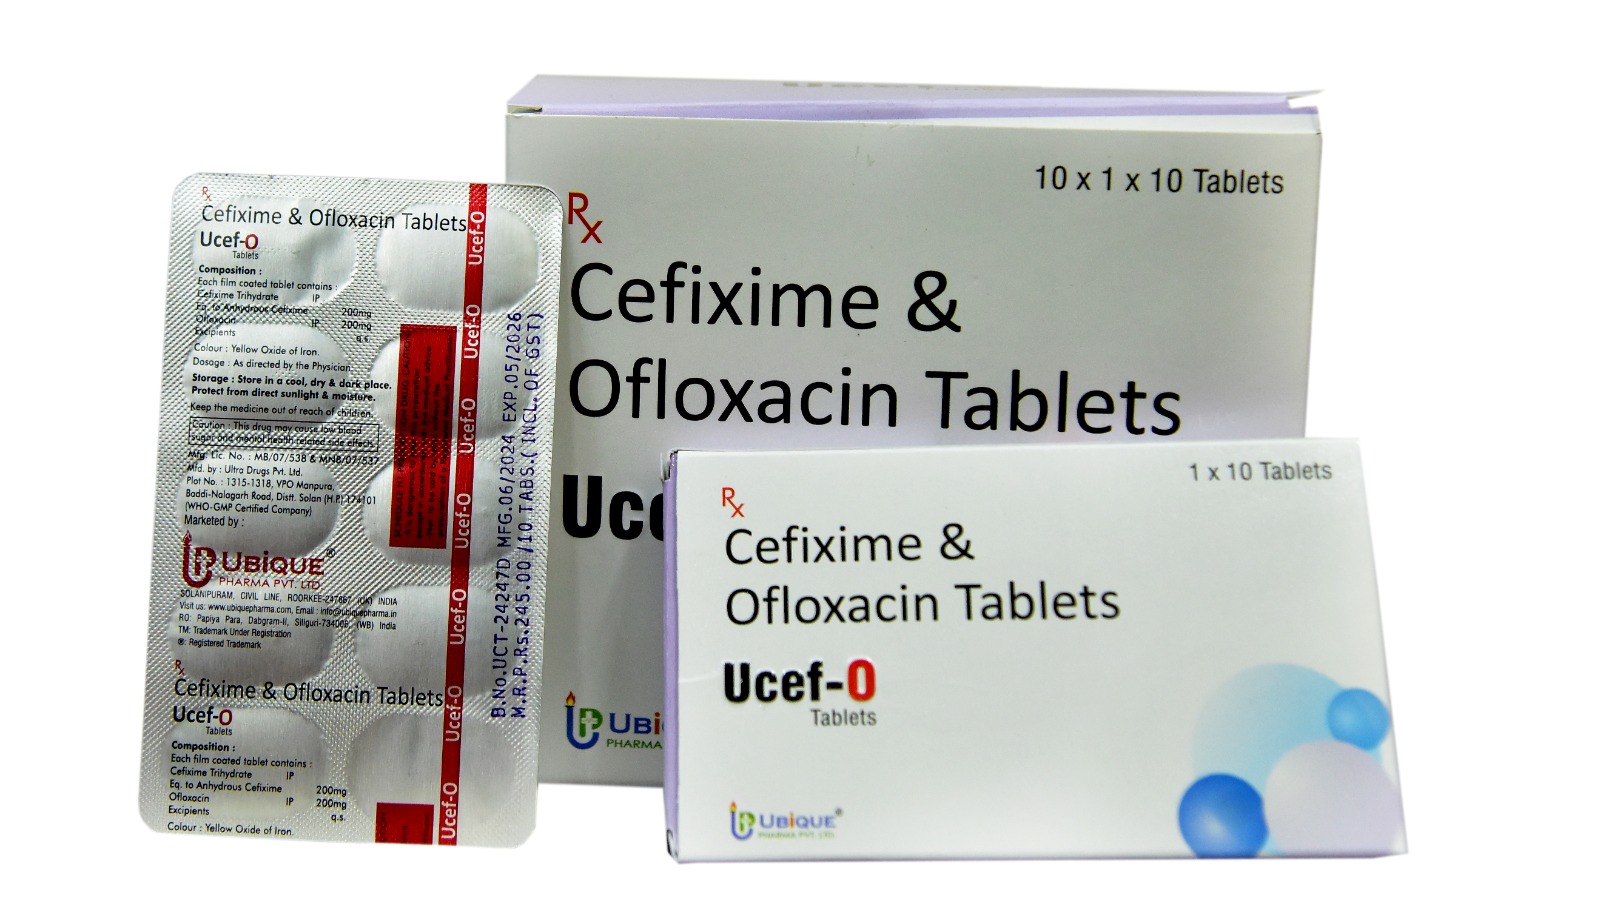 Rx
Cefixime & Ofloxacin Tablets
Ucef-O
Tablets
Composition :
Each film coated tablet contains :
Cefixime Trihydrate IP
Eq. to Anhydrous Cefixime 200mg
Ofloxacin IP 200mg
Excipients q.s.
Colour : Yellow Oxide of Iron.
Dosage : As directed by the Physician.
Storage : Store in a cool, dry & dark place.
Protect from direct sunlight & moisture.
Keep the medicine out of reach of children.
Caution : This drug may cause low blood
sugar and mental health related side effects.
Mfg. Lic. No. : MB/07/538 & MNB/07/537
Mfd. by : Ultra Drugs Pvt. Ltd.
Plot No. : 1315-1318, VPO Manpura,
Baddi-Nalagarh Road, Distt. Solan (H.P.) 174101
(WHO-GMP Certified Company)
Marketed by :
UBiQUE®
PHARMA PVT. LTD.
SOLANIPURAM, CIVIL LINE, ROORKEE-247667 (UK) INDIA
Visit us: www.ubiquepharma.com, Email : info@ubiquepharma.in
RO: Papiya Para, Dabgram-II, Siliguri-734006, (WB) India
TM: Trademark Under Registration
®: Registered Trademark
Rx
Cefixime & Ofloxacin Tablets
Ucef-O
Tablets
Composition :
Each film coated tablet contains :
Cefixime Trihydrate IP
Eq. to Anhydrous Cefixime 200mg
Ofloxacin IP 200mg
Excipients q.s.
Colour : Yellow Oxide of Iron.
Ucef-O
Ucef-O
Ucef-O
Ucef-O
Ucef-O
Ucef-O
Ucef-O
B.No.UCT-24247D MFG.06/2024 EXP.05/2026
M.R.P.Rs.245.00/10 TABS.( INCL. OF GST)
10 x 1 x 10 Tablets
Rx
Cefixime &
Ofloxacin Tablets
Uce
UBi
PHARMA
1 x 10 Tablets
Rx
Cefixime &
Ofloxacin Tablets
Ucef-O
Tablets
UBiQUE®
PHARMA PVT. LTD.